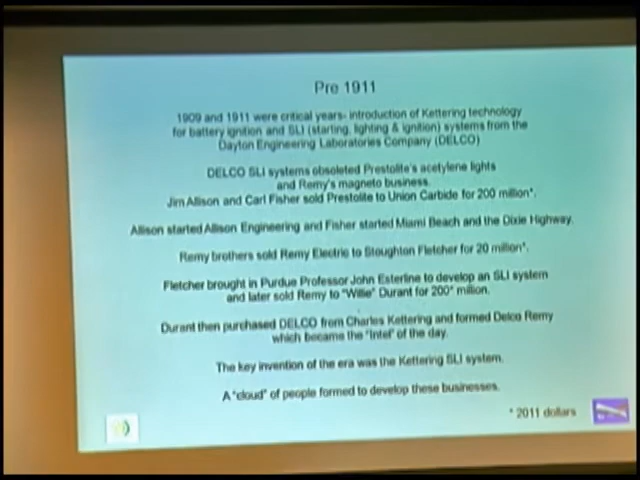 Pre 1911
1909 and 1911 were critical years- introduction of Kettering technology
for battery ignition and SLI (starting, lighting & ignition) systems from the
Dayton Engineering Laboratories Company (DELCO)
DELCO SLI systems obsoleted Prestolite's acetylene lights
and Remy's magneto business.
Jim Allison and Carl Fisher sold Prestolite to Union Carbide for 200 million*.
Allison started Allison Engineering and Fisher started Miami Beach and the Dixie Highway.
Remy brothers sold Remy Electric to Stoughton Fletcher for 20 million*.
Fletcher brought in Purdue Professor John Esterline to develop an SLI system
and later sold Remy to "Willie" Durant for 200* million.
Durant then purchased DELCO from Charles Kettering and formed Delco Remy
which became the "Intel" of the day.
The key invention of the era was the Kettering SLI system.
A "cloud" of people formed to develop these businesses.
* 2011 dollars